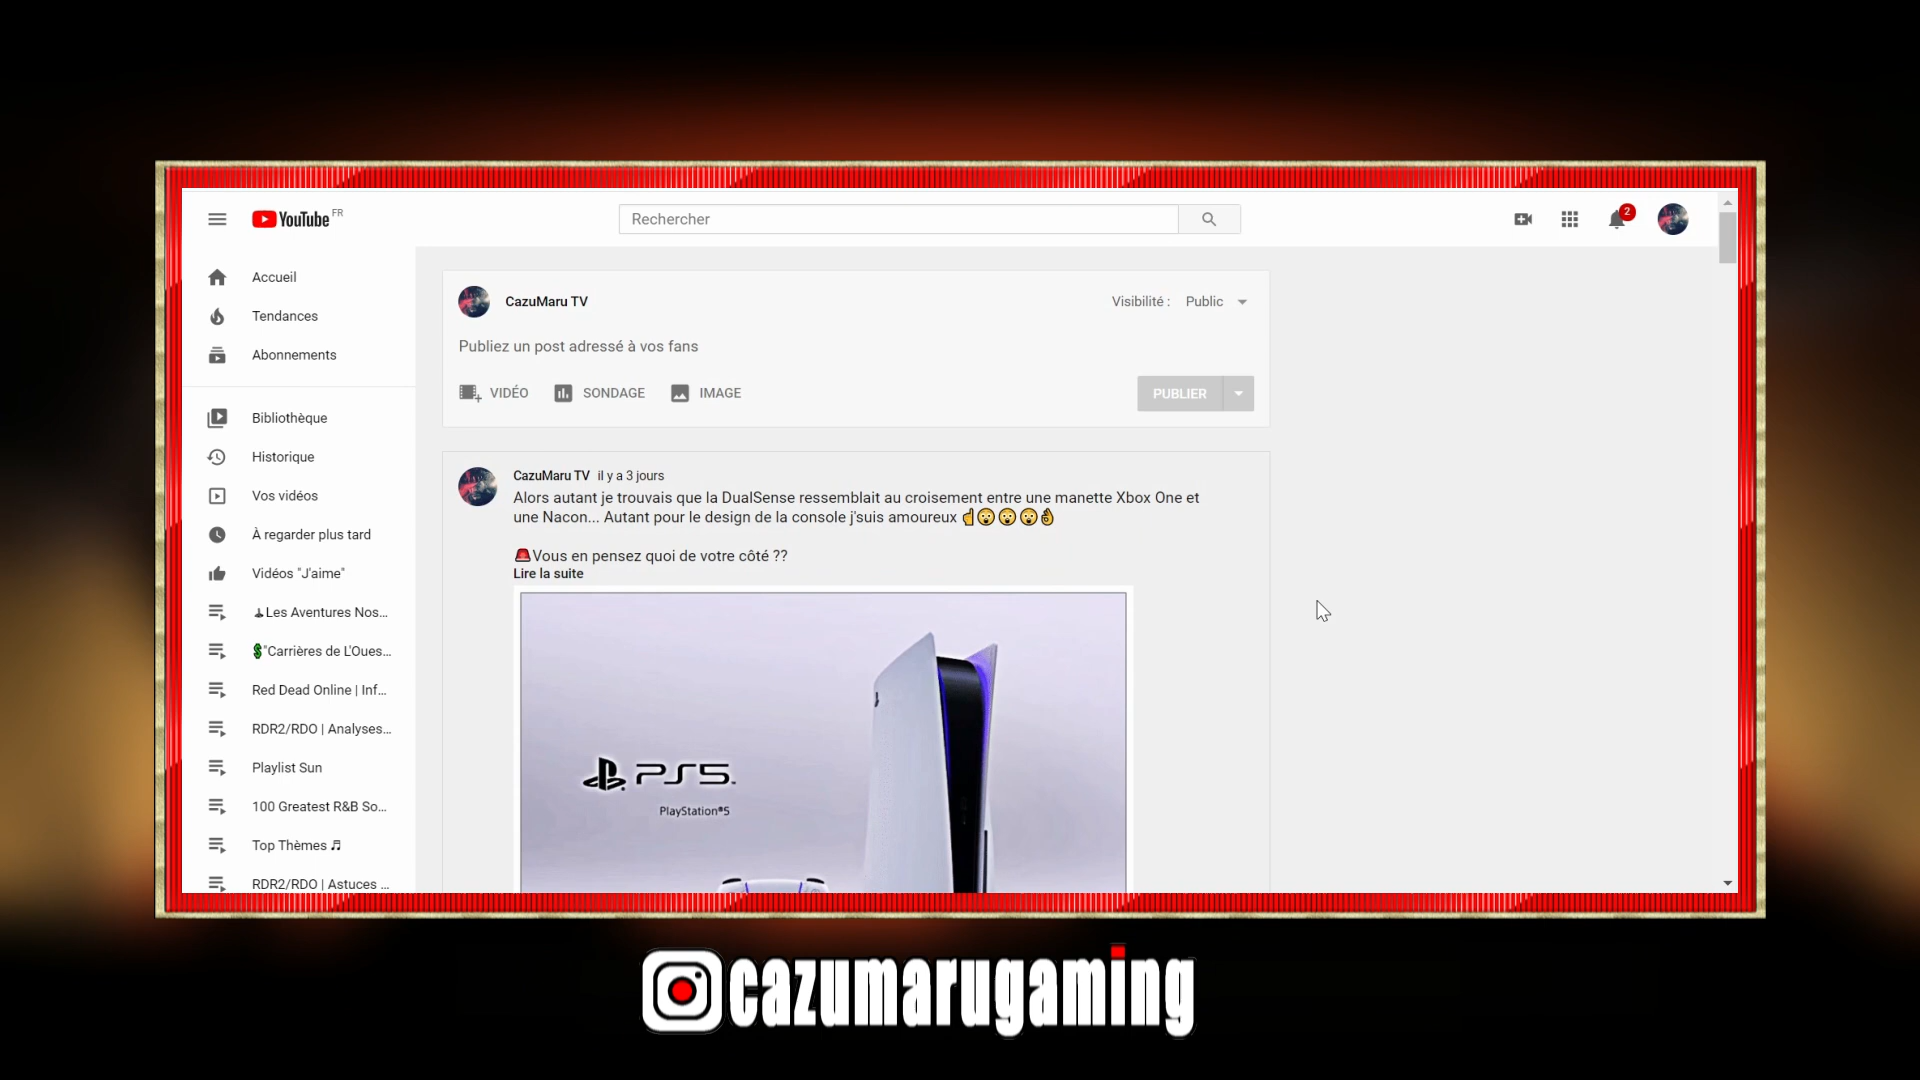 YouTube FR
Rechercher
2
Accueil
Tendances
Abonnements
Bibliothèque
Historique
Vos vidéos
À regarder plus tard
Vidéos "J'aime"
Les Aventures Nos...
"Carrières de L'Oues...
Red Dead Online | Inf...
RDR2/RDO | Analyses...
Playlist Sun
100 Greatest R&B So...
Top Thèmes 🎵
RDR2/RDO | Astuces ...
CazuMaru TV
Visibilité : Public
Publiez un post adressé à vos fans
VIDÉO SONDAGE IMAGE PUBLIER
CazuMaru TV il y a 3 jours
Alors autant je trouvais que la DualSense ressemblait au croisement entre une manette Xbox One et
une Nacon... Autant pour le design de la console j'suis amoureux ☝😮😮😮👌
🚨Vous en pensez quoi de votre côté ??
Lire la suite
PS5.
PlayStation®5
cazumarugaming